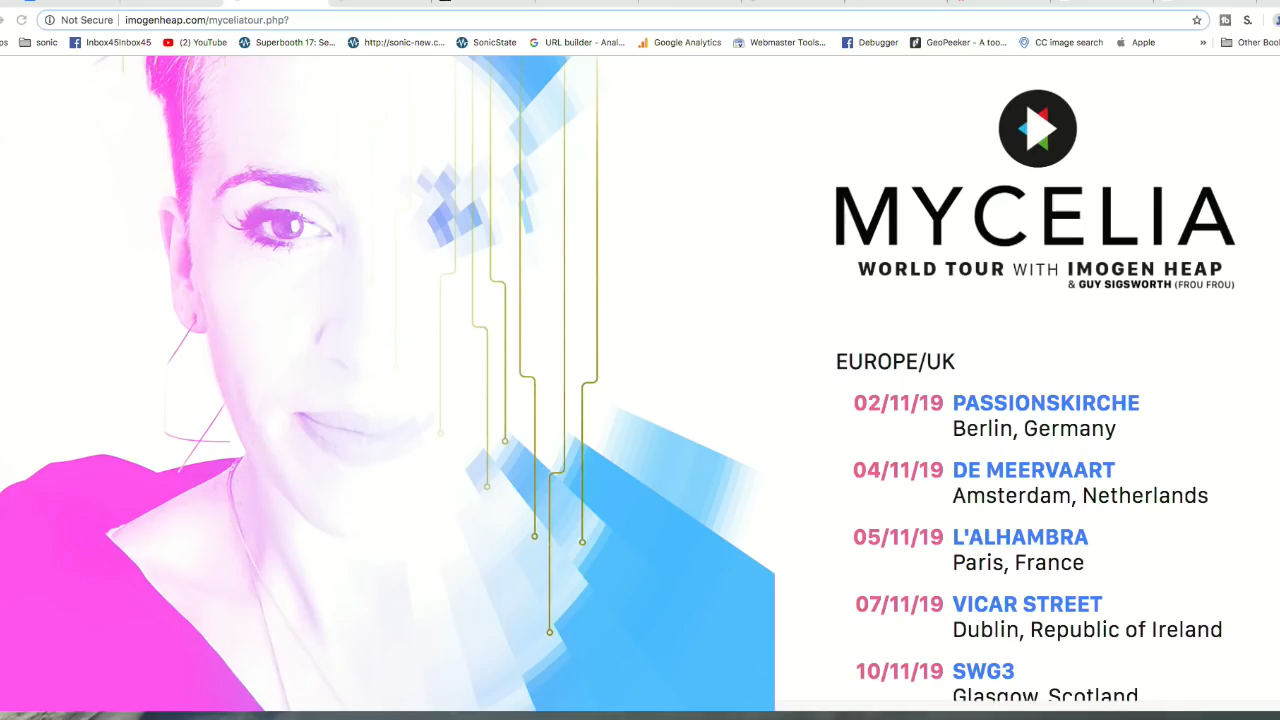 Not Secure imogenheap.com/myceliatour.php?
sonic Inbox45Inbox45 (2) YouTube Superbooth 17: Se... http://sonic-new.c... SonicState URL builder - Anal... Google Analytics Webmaster Tools... Debugger GeoPeeker - A too... CC image search Apple » Other Book
MYCELIA
WORLD TOUR WITH IMOGEN HEAP
& GUY SIGSWORTH (FROU FROU)
EUROPE/UK
02/11/19 PASSIONSKIRCHE
Berlin, Germany
04/11/19 DE MEERVAART
Amsterdam, Netherlands
05/11/19 L'ALHAMBRA
Paris, France
07/11/19 VICAR STREET
Dublin, Republic of Ireland
10/11/19 SWG3
Glasgow, Scotland